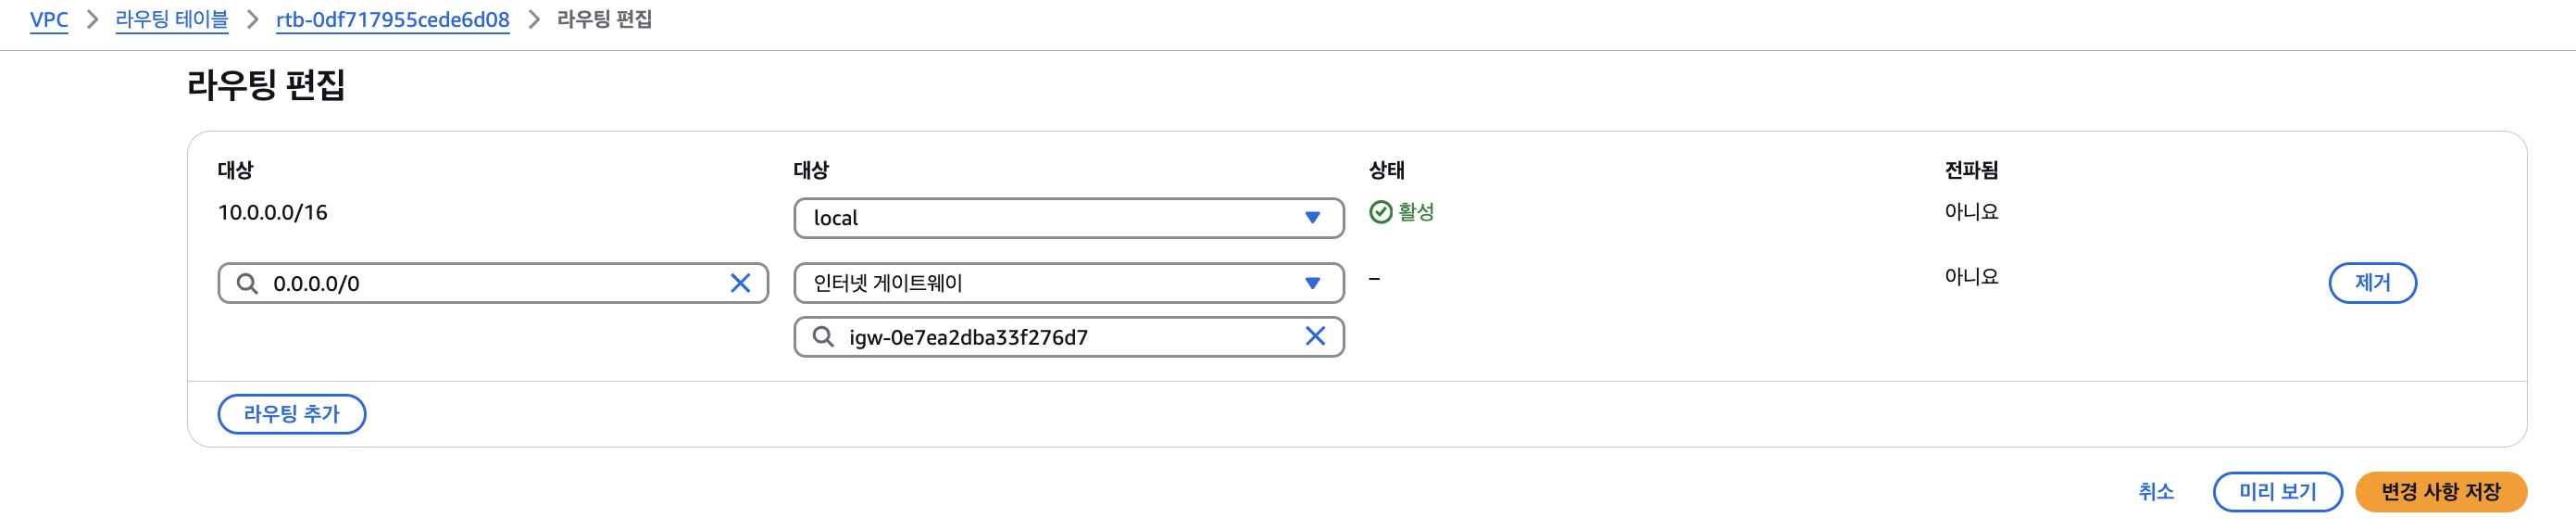 VPC > 라우팅 테이블 > rtb-0df717955cede6d08 > 라우팅 편집
라우팅 편집
대상 대상 상태 전파됨
10.0.0.0/16 local 활성 아니요
0.0.0.0/0 인터넷 게이트웨이 – 아니요 제거
igw-0e7ea2dba33f276d7
라우팅 추가
취소 미리 보기 변경 사항 저장